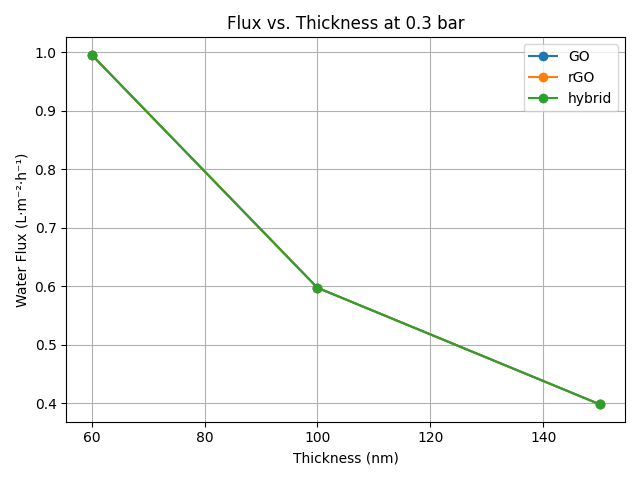 Flux vs. Thickness at 0.3 bar
GO
rGO
hybrid
Water Flux (L·m⁻²·h⁻¹)
1.0
0.9
0.8
0.7
0.6
0.5
0.4
60 80 100 120 140
Thickness (nm)